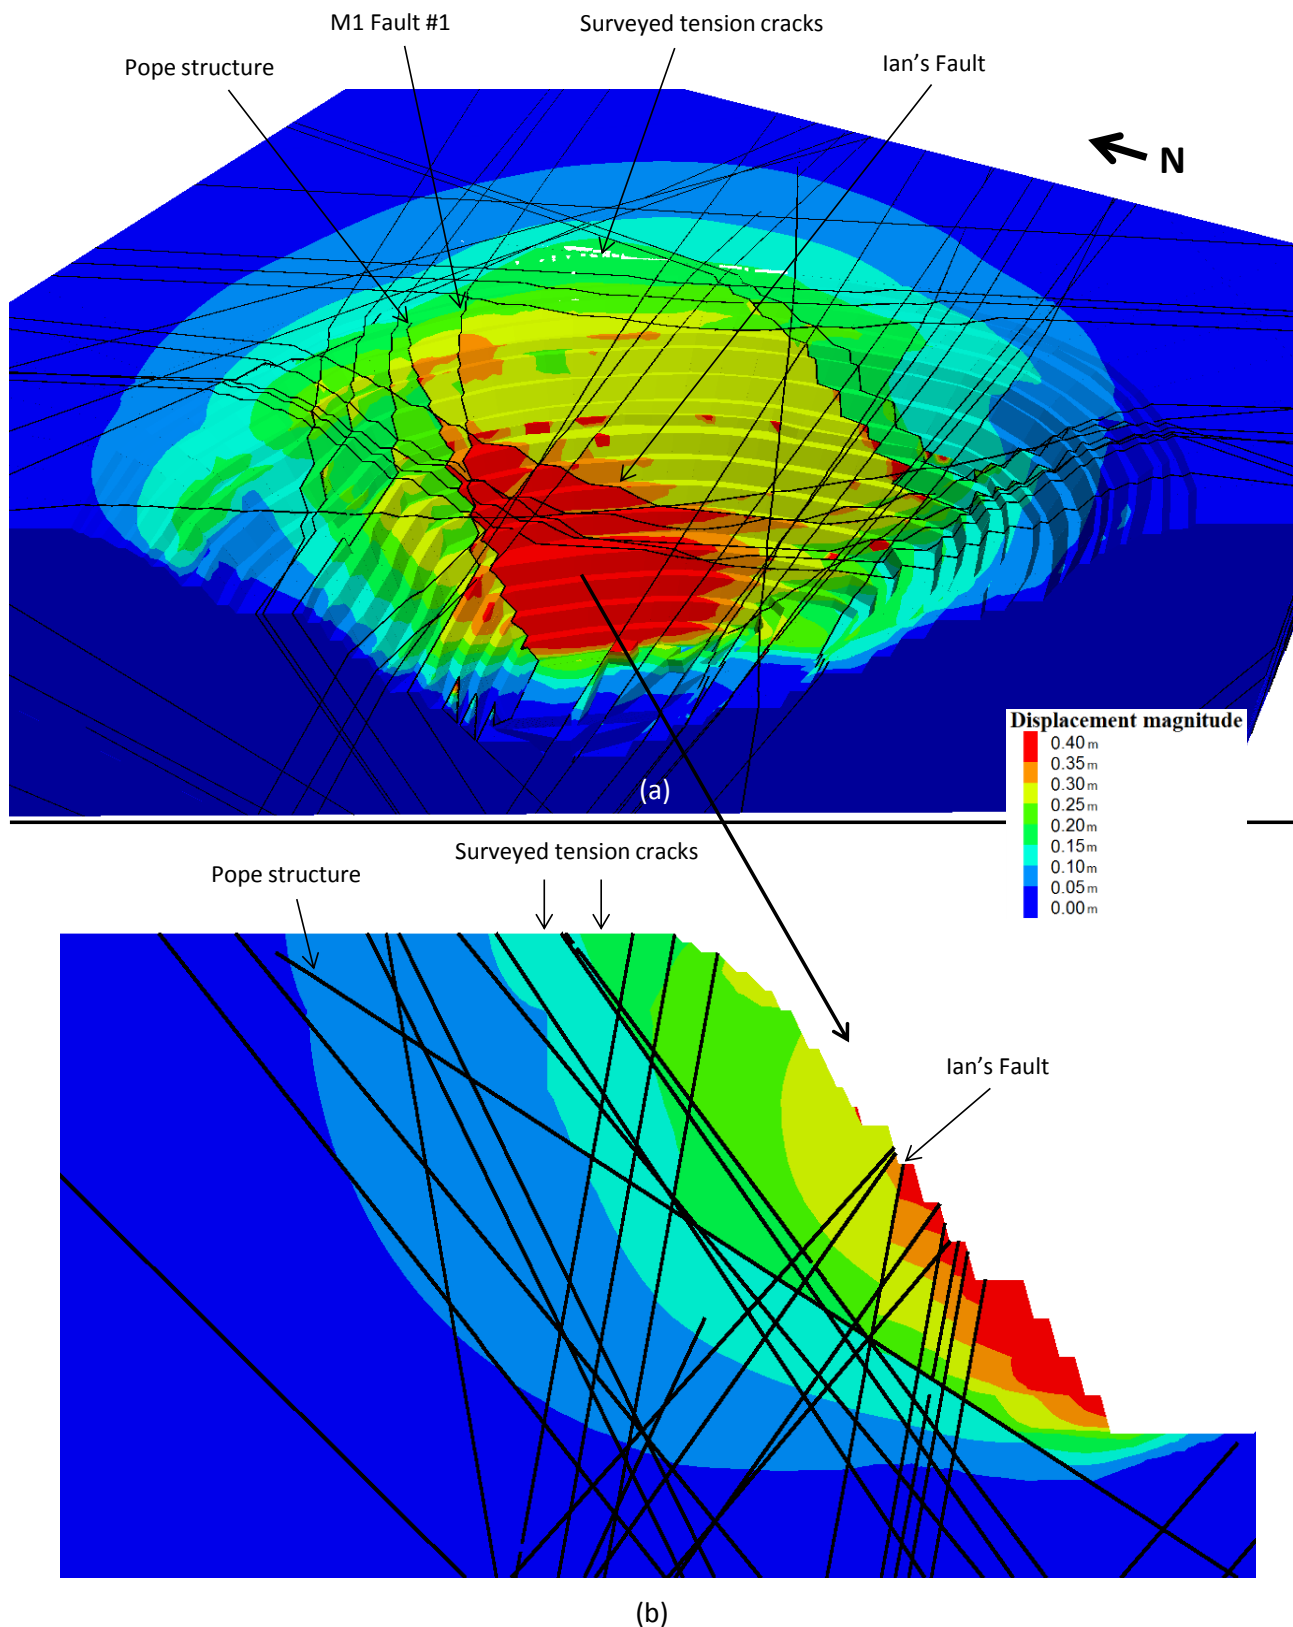 M1 Fault #1
Surveyed tension cracks
Pope structure
Ian's Fault
N
Displacement magnitude
0.40 m
0.35 m
0.30 m
0.25 m
0.20 m
0.15 m
0.10 m
0.05 m
0.00 m
(a)
Surveyed tension cracks
Pope structure
Ian's Fault
(b)